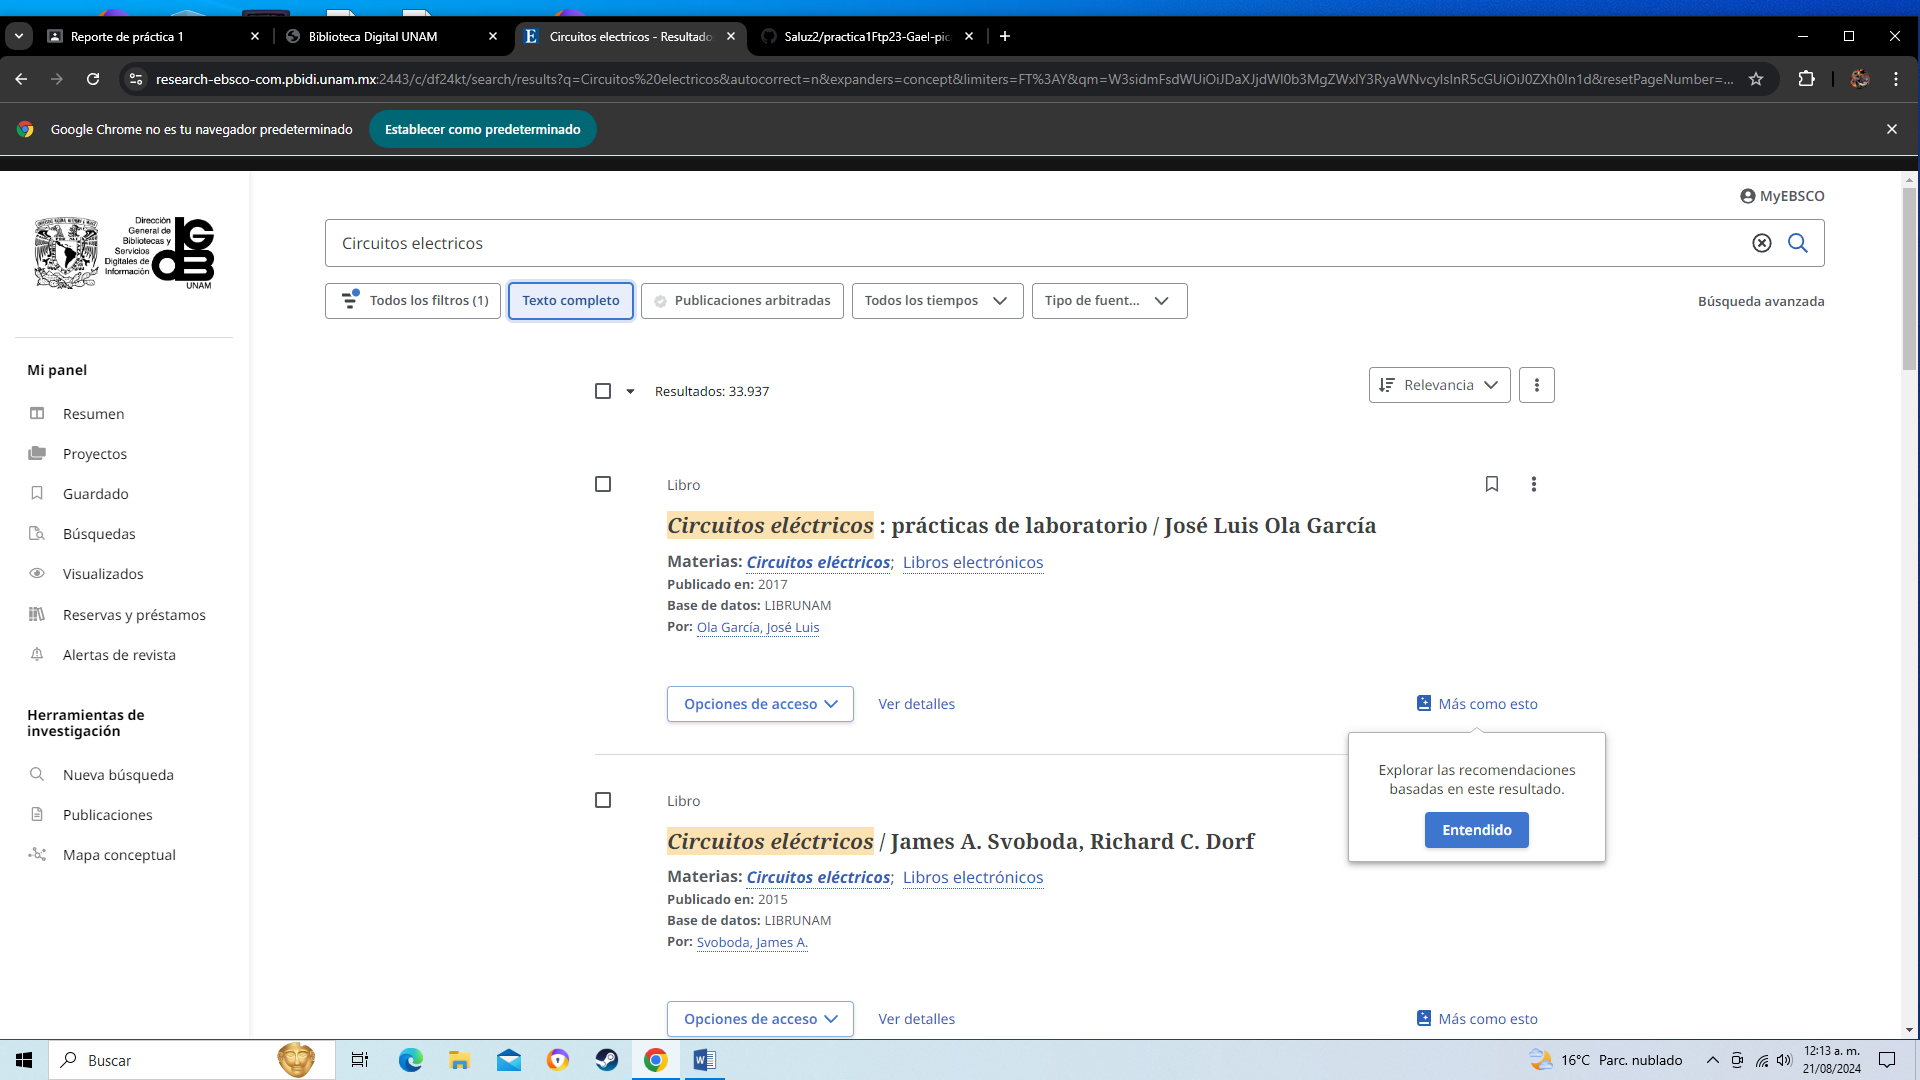 Reporte de práctica 1
Biblioteca Digital UNAM
Circuitos electricos - Resultado
Saluz2/practica1Ftp23-Gael-pic
research-ebsco-com.pbidi.unam.mx:2443/c/df24kt/search/results?q=Circuitos%20electricos&autocorrect=n&expanders=concept&limiters=FT%3AY&qm=W3sidmFsdWUiOiJDaXJjdWl0b3MgZWxlY3RyaWNvcyIsInR5cGUiOiJ0ZXh0In1d&resetPageNumber=...
Google Chrome no es tu navegador predeterminado
Establecer como predeterminado
Dirección
General de
Bibliotecas y
Servicios
Digitales de
Información
DGB
UNAM
MyEBSCO
Circuitos electricos
Todos los filtros (1)
Texto completo
Publicaciones arbitradas
Todos los tiempos
Tipo de fuent...
Búsqueda avanzada
Mi panel
Resumen
Proyectos
Guardado
Búsquedas
Visualizados
Reservas y préstamos
Alertas de revista
Herramientas de
investigación
Nueva búsqueda
Publicaciones
Mapa conceptual
Resultados: 33.937
Relevancia
Libro
Circuitos eléctricos : prácticas de laboratorio / José Luis Ola García
Materias: Circuitos eléctricos; Libros electrónicos
Publicado en: 2017
Base de datos: LIBRUNAM
Por: Ola García, José Luis
Opciones de acceso
Ver detalles
Más como esto
Explorar las recomendaciones
basadas en este resultado.
Entendido
Libro
Circuitos eléctricos / James A. Svoboda, Richard C. Dorf
Materias: Circuitos eléctricos; Libros electrónicos
Publicado en: 2015
Base de datos: LIBRUNAM
Por: Svoboda, James A.
Opciones de acceso
Ver detalles
Más como esto
Buscar
16°C Parc. nublado
12:13 a. m.
21/08/2024